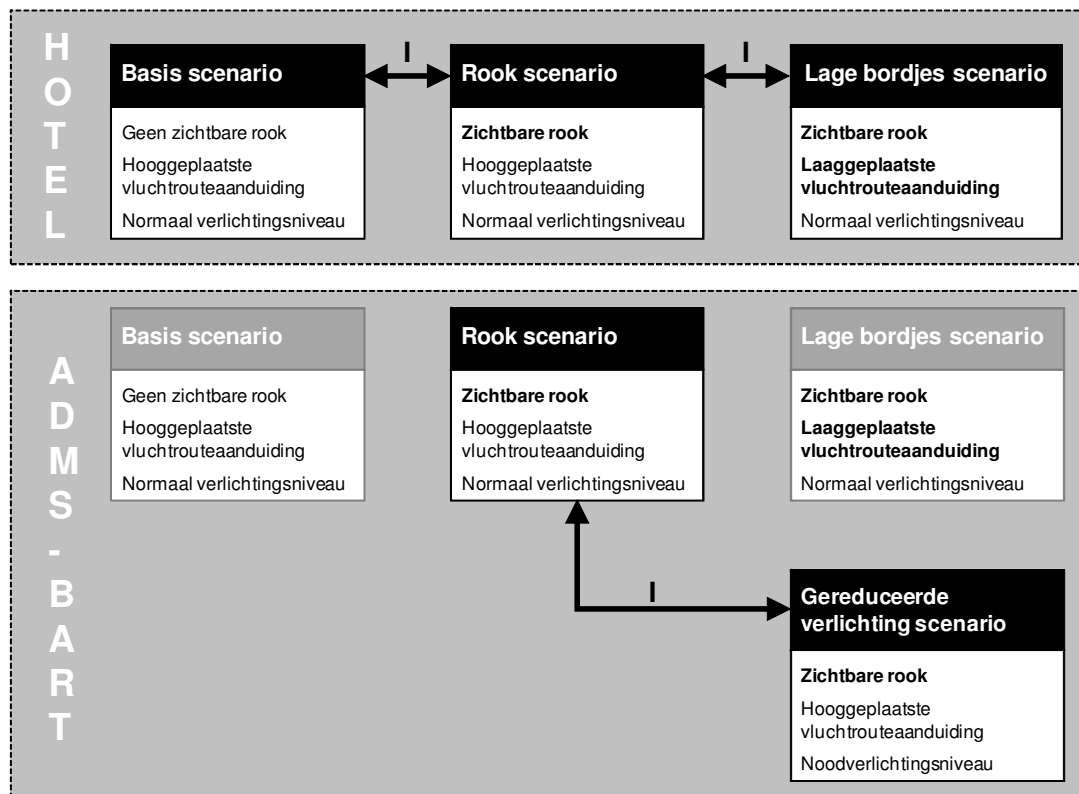 HOTEL
I
I
Basis scenario
Geen zichtbare rook
Hooggeplaatste
vluchtrouteaanduiding
Normaal verlichtingsniveau
Rook scenario
Zichtbare rook
Hooggeplaatste
vluchtrouteaanduiding
Normaal verlichtingsniveau
Lage bordjes scenario
Zichtbare rook
Laaggeplaatste
vluchtrouteaanduiding
Normaal verlichtingsniveau
ADMS-BART
Basis scenario
Geen zichtbare rook
Hooggeplaatste
vluchtrouteaanduiding
Normaal verlichtingsniveau
Rook scenario
Zichtbare rook
Hooggeplaatste
vluchtrouteaanduiding
Normaal verlichtingsniveau
Lage bordjes scenario
Zichtbare rook
Laaggeplaatste
vluchtrouteaanduiding
Normaal verlichtingsniveau
I
Gereduceerde
verlichting scenario
Zichtbare rook
Hooggeplaatste
vluchtrouteaanduiding
Noodverlichtingsniveau